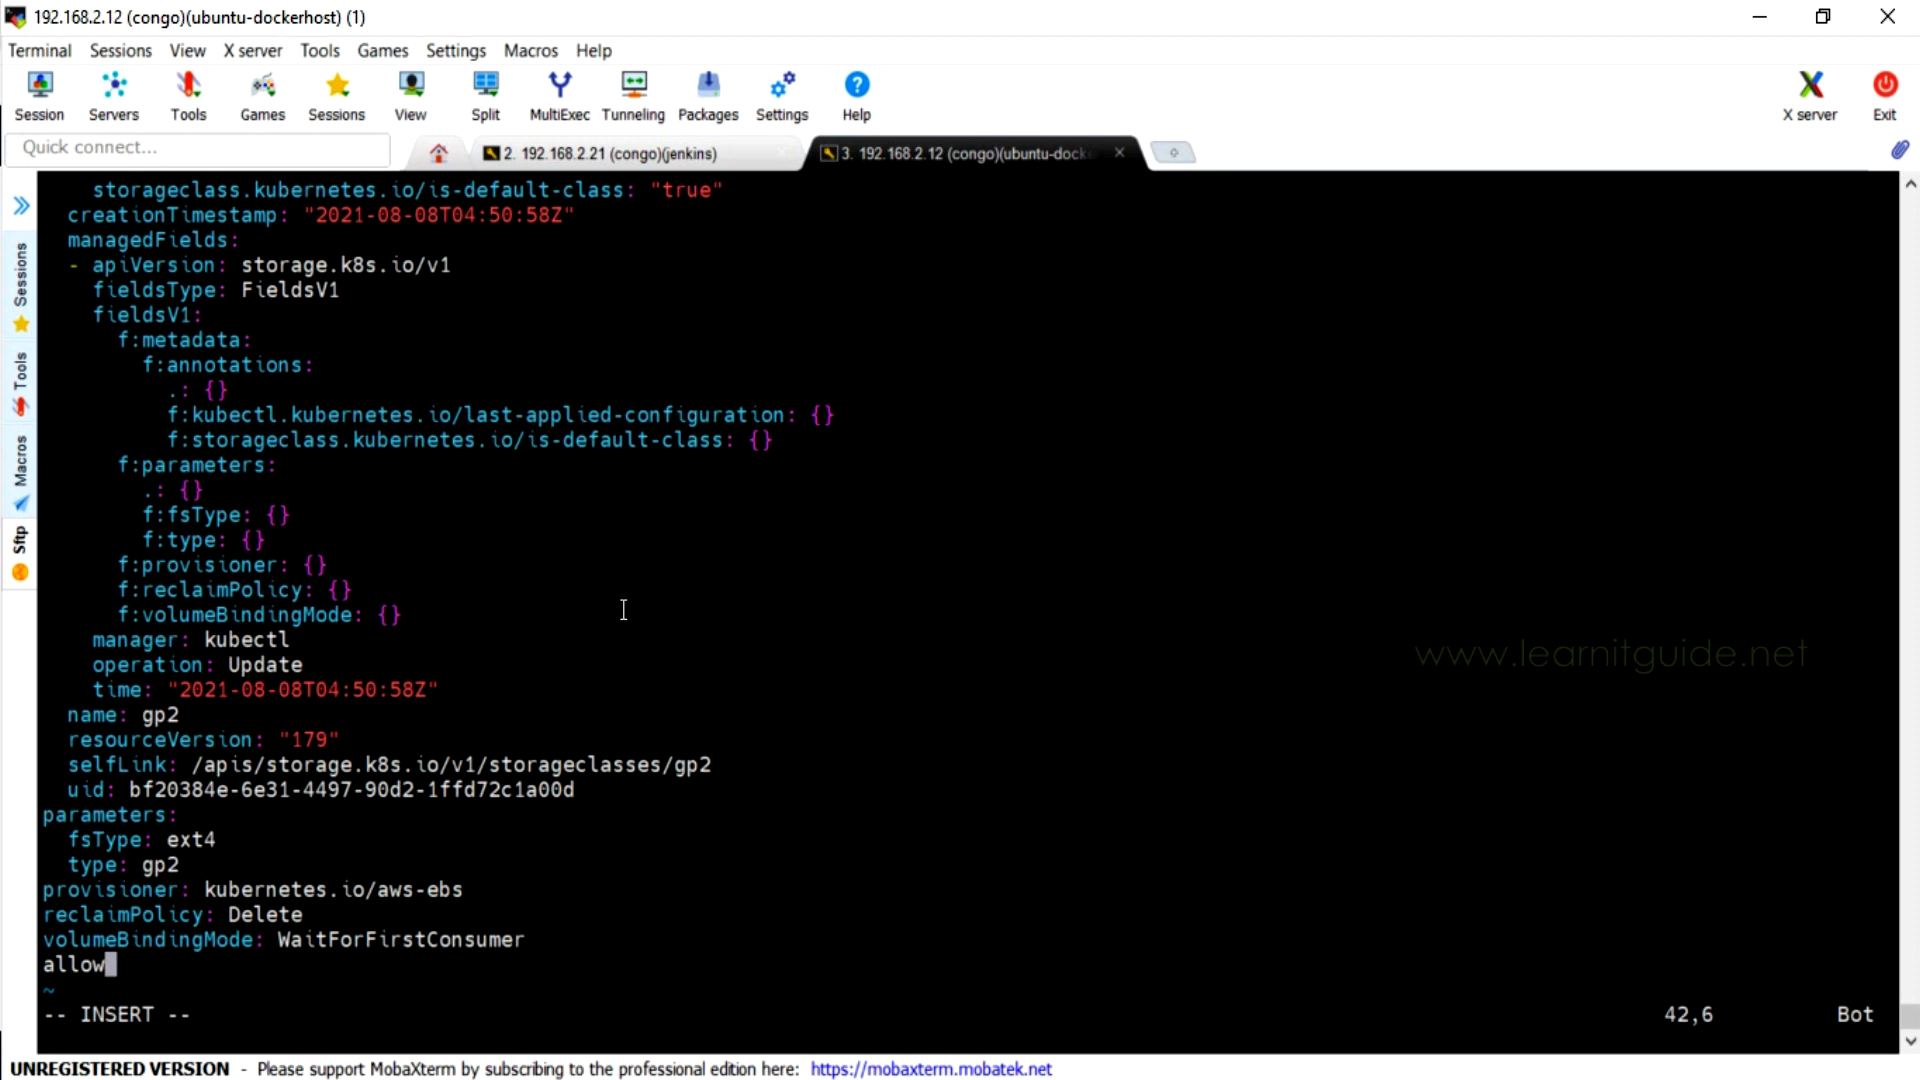 192.168.2.12 (congo)(ubuntu-dockerhost) (1)
Terminal Sessions View X server Tools Games Settings Macros Help
Session Servers Tools Games Sessions View Split MultiExec Tunneling Packages Settings Help X server Exit
Quick connect...
2. 192.168.2.21 (congo)(jenkins)
3. 192.168.2.12 (congo)(ubuntu-docke
Sessions
Tools
Macros
Sftp
storageclass.kubernetes.io/is-default-class: "true"
creationTimestamp: "2021-08-08T04:50:58Z"
managedFields:
- apiVersion: storage.k8s.io/v1
fieldsType: FieldsV1
fieldsV1:
f:metadata:
f:annotations:
.: {}
f:kubectl.kubernetes.io/last-applied-configuration: {}
f:storageclass.kubernetes.io/is-default-class: {}
f:parameters:
.: {}
f:fsType: {}
f:type: {}
f:provisioner: {}
f:reclaimPolicy: {}
f:volumeBindingMode: {}
manager: kubectl
operation: Update
time: "2021-08-08T04:50:58Z"
name: gp2
resourceVersion: "179"
selfLink: /apis/storage.k8s.io/v1/storageclasses/gp2
uid: bf20384e-6e31-4497-90d2-1ffd72c1a00d
parameters:
fsType: ext4
type: gp2
provisioner: kubernetes.io/aws-ebs
reclaimPolicy: Delete
volumeBindingMode: WaitForFirstConsumer
allow
~
-- INSERT -- 42,6 Bot
www.learnitguide.net
UNREGISTERED VERSION - Please support MobaXterm by subscribing to the professional edition here: https://mobaxterm.mobatek.net